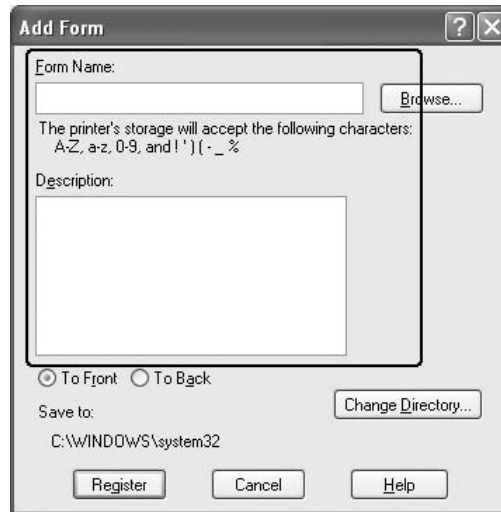 Add Form
Form Name:
Browse...
The printer's storage will accept the following characters:
A-Z, a-z, 0-9, and ! ' ) ( - _ %
Description:
To Front To Back
Change Directory...
Save to:
C:\WINDOWS\system32
Register Cancel Help